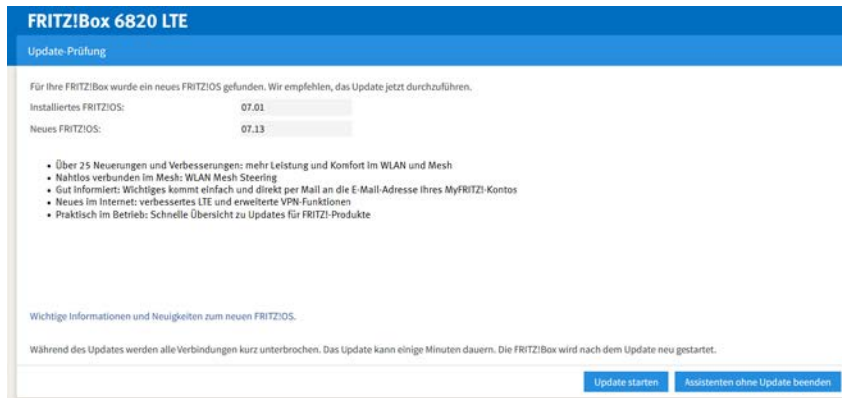 FRITZ!Box 6820 LTE
Update-Prüfung
Für Ihre FRITZ!Box wurde ein neues FRITZ!OS gefunden. Wir empfehlen, das Update jetzt durchzuführen.
Installiertes FRITZ!OS: 07.01
Neues FRITZ!OS: 07.13
• Über 25 Neuerungen und Verbesserungen: mehr Leistung und Komfort im WLAN und Mesh
• Nahtlos verbunden im Mesh: WLAN Mesh Steering
• Gut informiert: Wichtiges kommt einfach und direkt per Mail an die E-Mail-Adresse Ihres MyFRITZ!-Kontos
• Neues im Internet: verbessertes LTE und erweiterte VPN-Funktionen
• Praktisch im Betrieb: Schnelle Übersicht zu Updates für FRITZ!-Produkte
Wichtige Informationen und Neuigkeiten zum neuen FRITZ!OS.
Während des Updates werden alle Verbindungen kurz unterbrochen. Das Update kann einige Minuten dauern. Die FRITZ!Box wird nach dem Update neu gestartet.
Update starten Assistenten ohne Update beenden